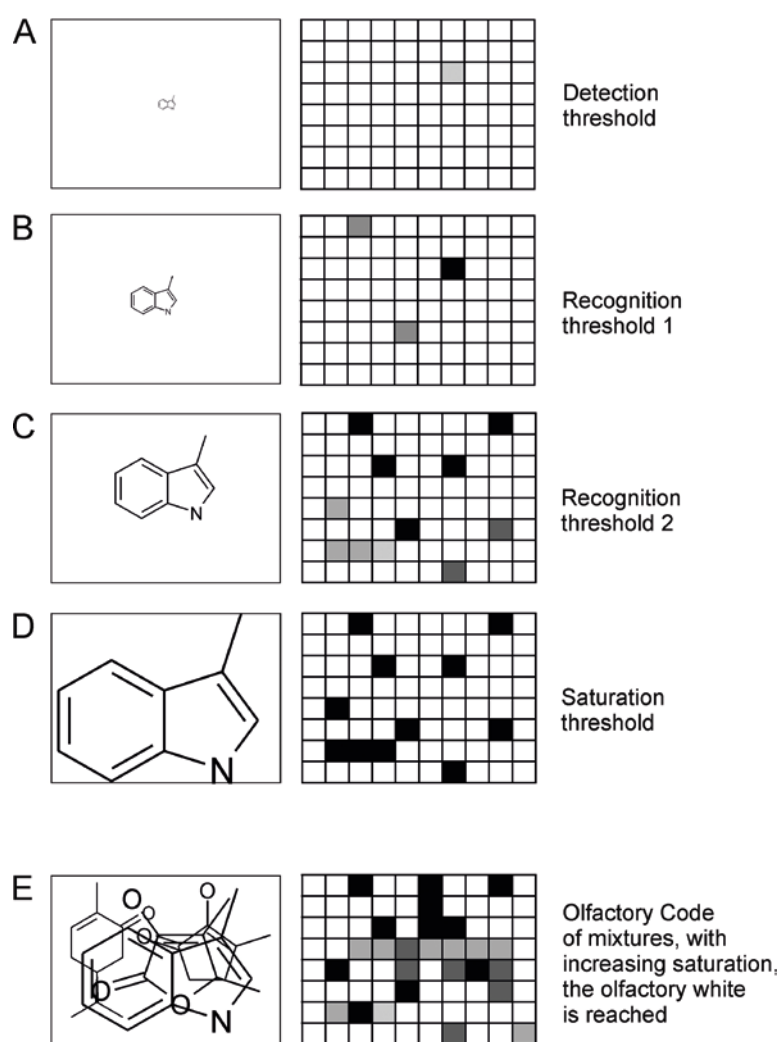 A
Detection
threshold
B
N
Recognition
threshold 1
C
N
Recognition
threshold 2
D
N
Saturation
threshold
E
O
O
O
O
O
O
N
Olfactory Code
of mixtures, with
increasing saturation,
the olfactory white
is reached